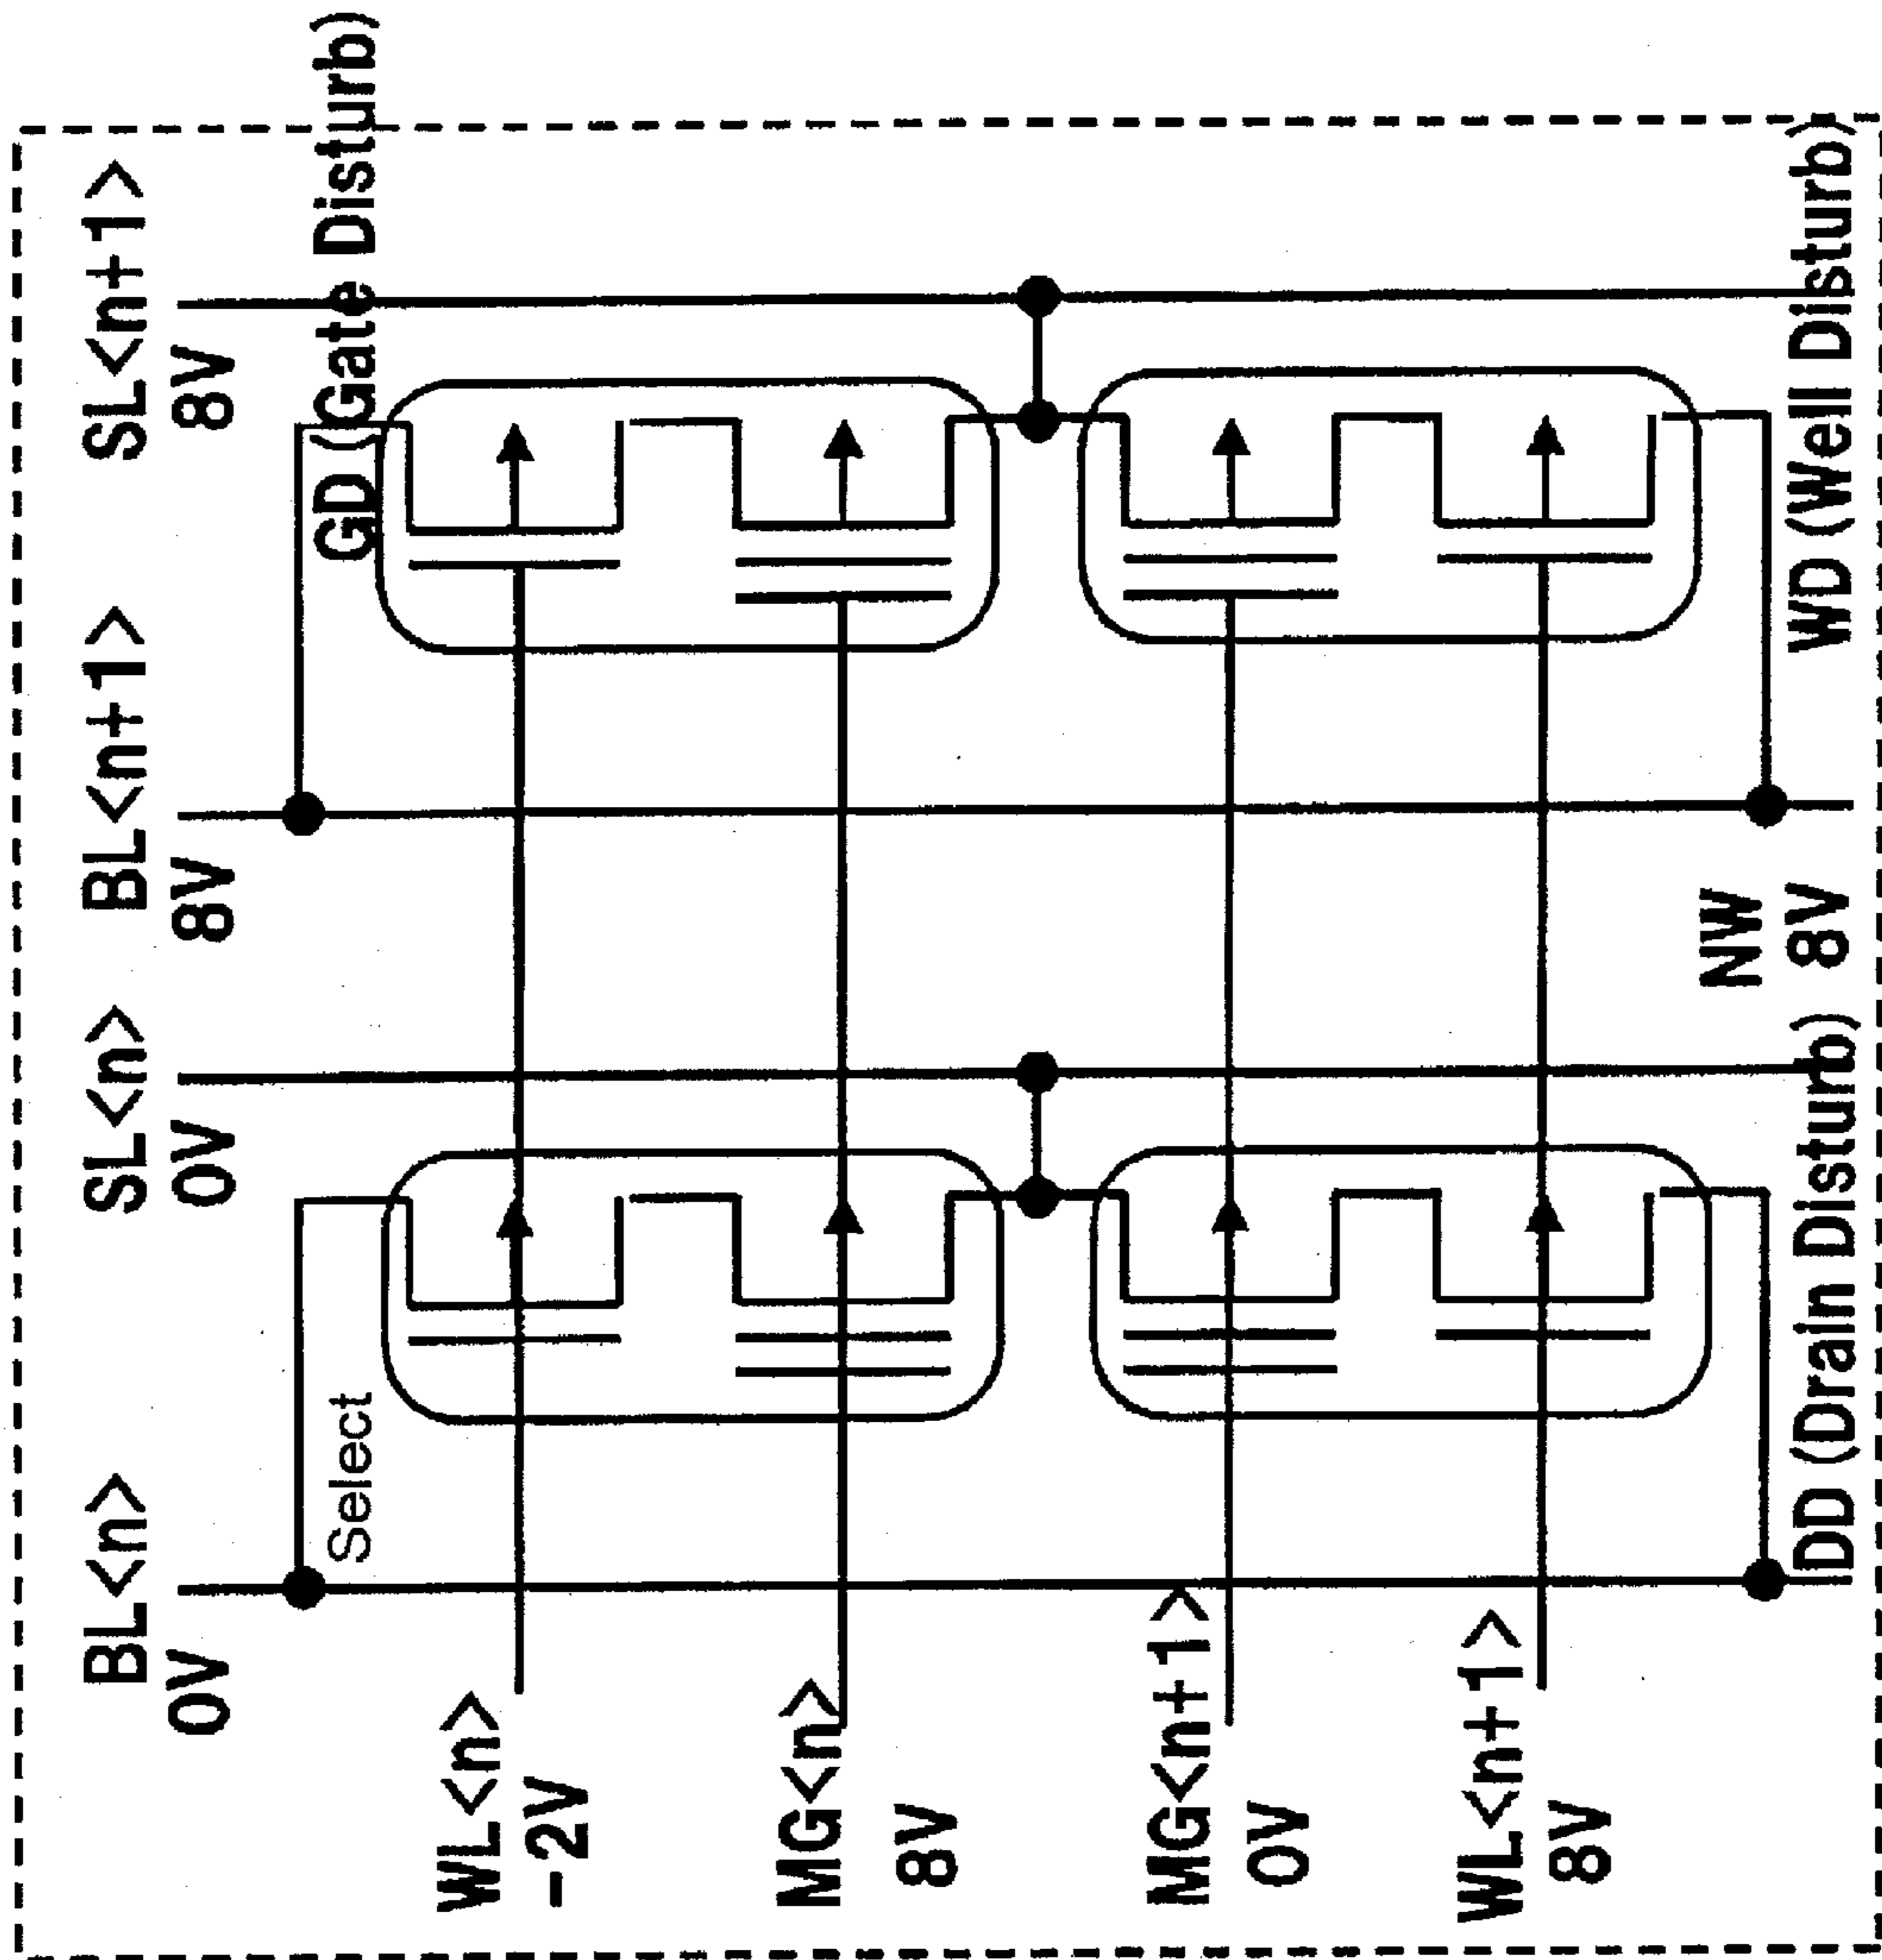 BL<n>
0V
SL<n>
0V
BL<n+1>
8V
SL<n+1>
8V
Select
GD (Gate Disturb)
WL<n>
-2V
MG<n>
8V
MG<n+1>
0V
WL<n+1>
8V
NW
8V
DD (Drain Disturb)
WD (Well Disturb)